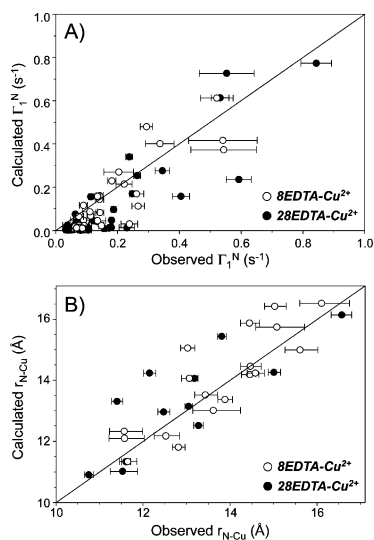 A)
Calculated Γ₁ᴺ (s⁻¹)
1.0
0.8
0.6
0.4
0.2
0.0
8EDTA-Cu²⁺
28EDTA-Cu²⁺
0.0 0.2 0.4 0.6 0.8 1.0
Observed Γ₁ᴺ (s⁻¹)
B)
Calculated r_N-Cu (Å)
16
14
12
10
8EDTA-Cu²⁺
28EDTA-Cu²⁺
10 12 14 16
Observed r_N-Cu (Å)